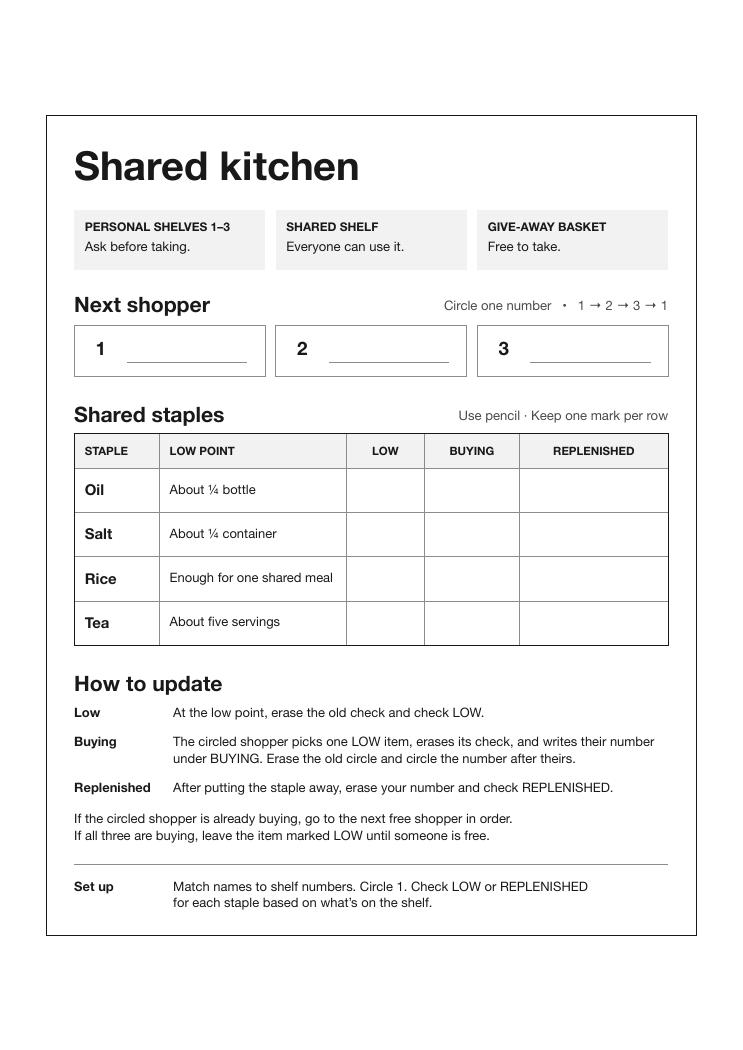 Shared kitchen
PERSONAL SHELVES 1–3
Ask before taking.
SHARED SHELF
Everyone can use it.
GIVE-AWAY BASKET
Free to take.
Next shopper
Circle one number • 1 → 2 → 3 → 1
1
2
3
Shared staples
Use pencil · Keep one mark per row
STAPLE LOW POINT LOW BUYING REPLENISHED
Oil About ¼ bottle
Salt About ¼ container
Rice Enough for one shared meal
Tea About five servings
How to update
Low At the low point, erase the old check and check LOW.
Buying The circled shopper picks one LOW item, erases its check, and writes their number
under BUYING. Erase the old circle and circle the number after theirs.
Replenished After putting the staple away, erase your number and check REPLENISHED.
If the circled shopper is already buying, go to the next free shopper in order.
If all three are buying, leave the item marked LOW until someone is free.
Set up Match names to shelf numbers. Circle 1. Check LOW or REPLENISHED
for each staple based on what’s on the shelf.